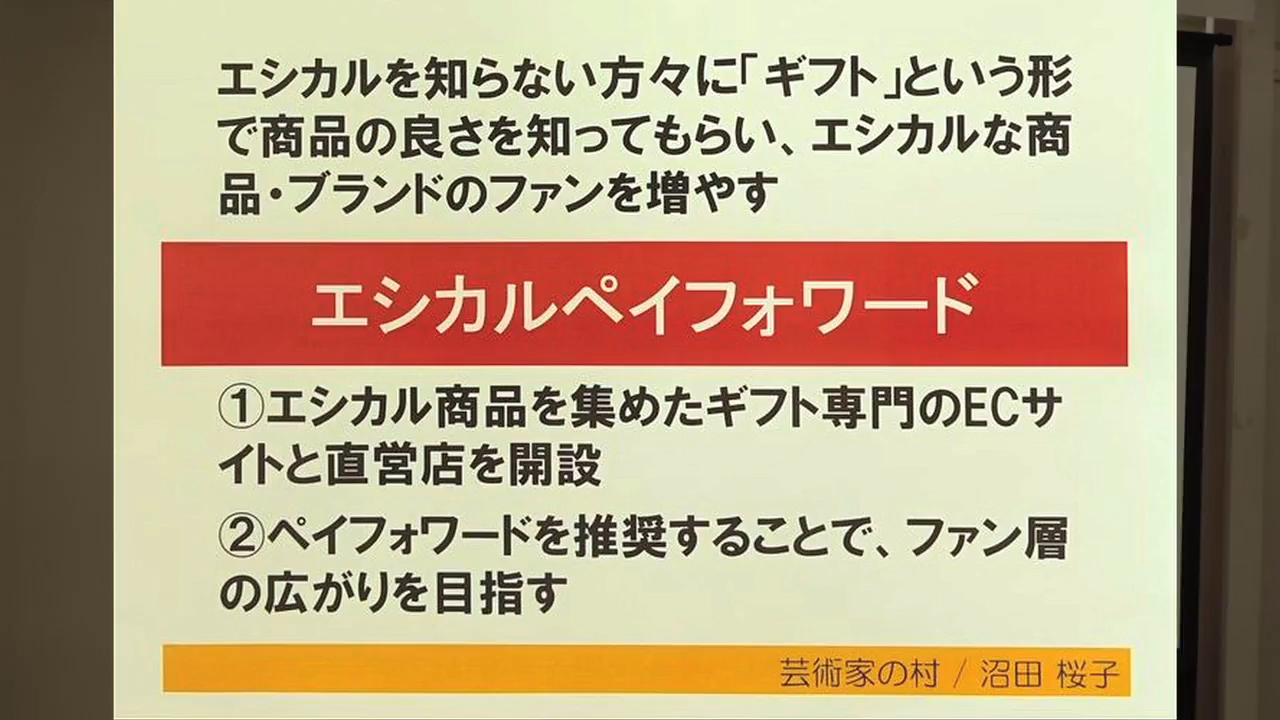 エシカルを知らない方々に「ギフト」という形
で商品の良さを知ってもらい、エシカルな商
品・ブランドのファンを増やす
エシカルペイフォワード
①エシカル商品を集めたギフト専門のECサ
イトと直営店を開設
②ペイフォワードを推奨することで、ファン層
の広がりを目指す
芸術家の村 / 沼田 桜子